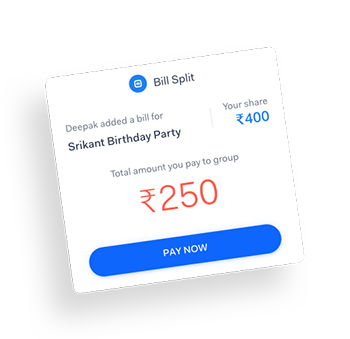 Bill Split
Deepak added a bill for
Srikant Birthday Party
Your share
₹400
Total amount you pay to group
₹250
PAY NOW